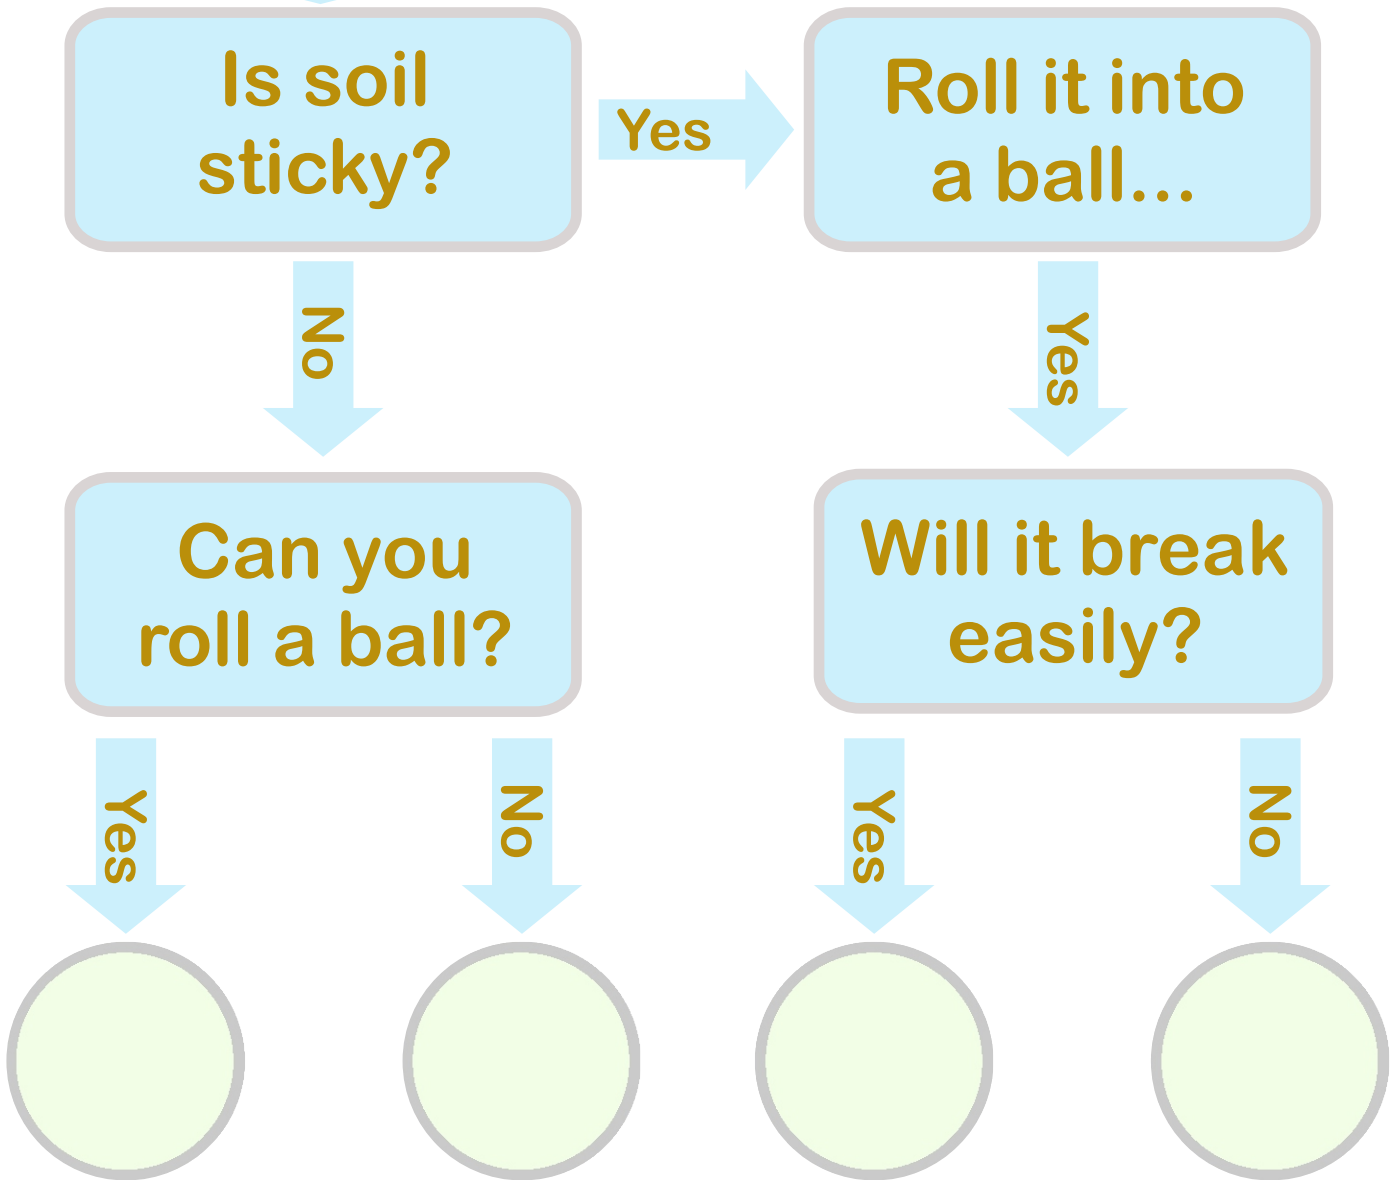 Is soil
sticky?
Yes
Roll it into
a ball...
No
Yes
Can you
roll a ball?
Will it break
easily?
Yes
No
Yes
No